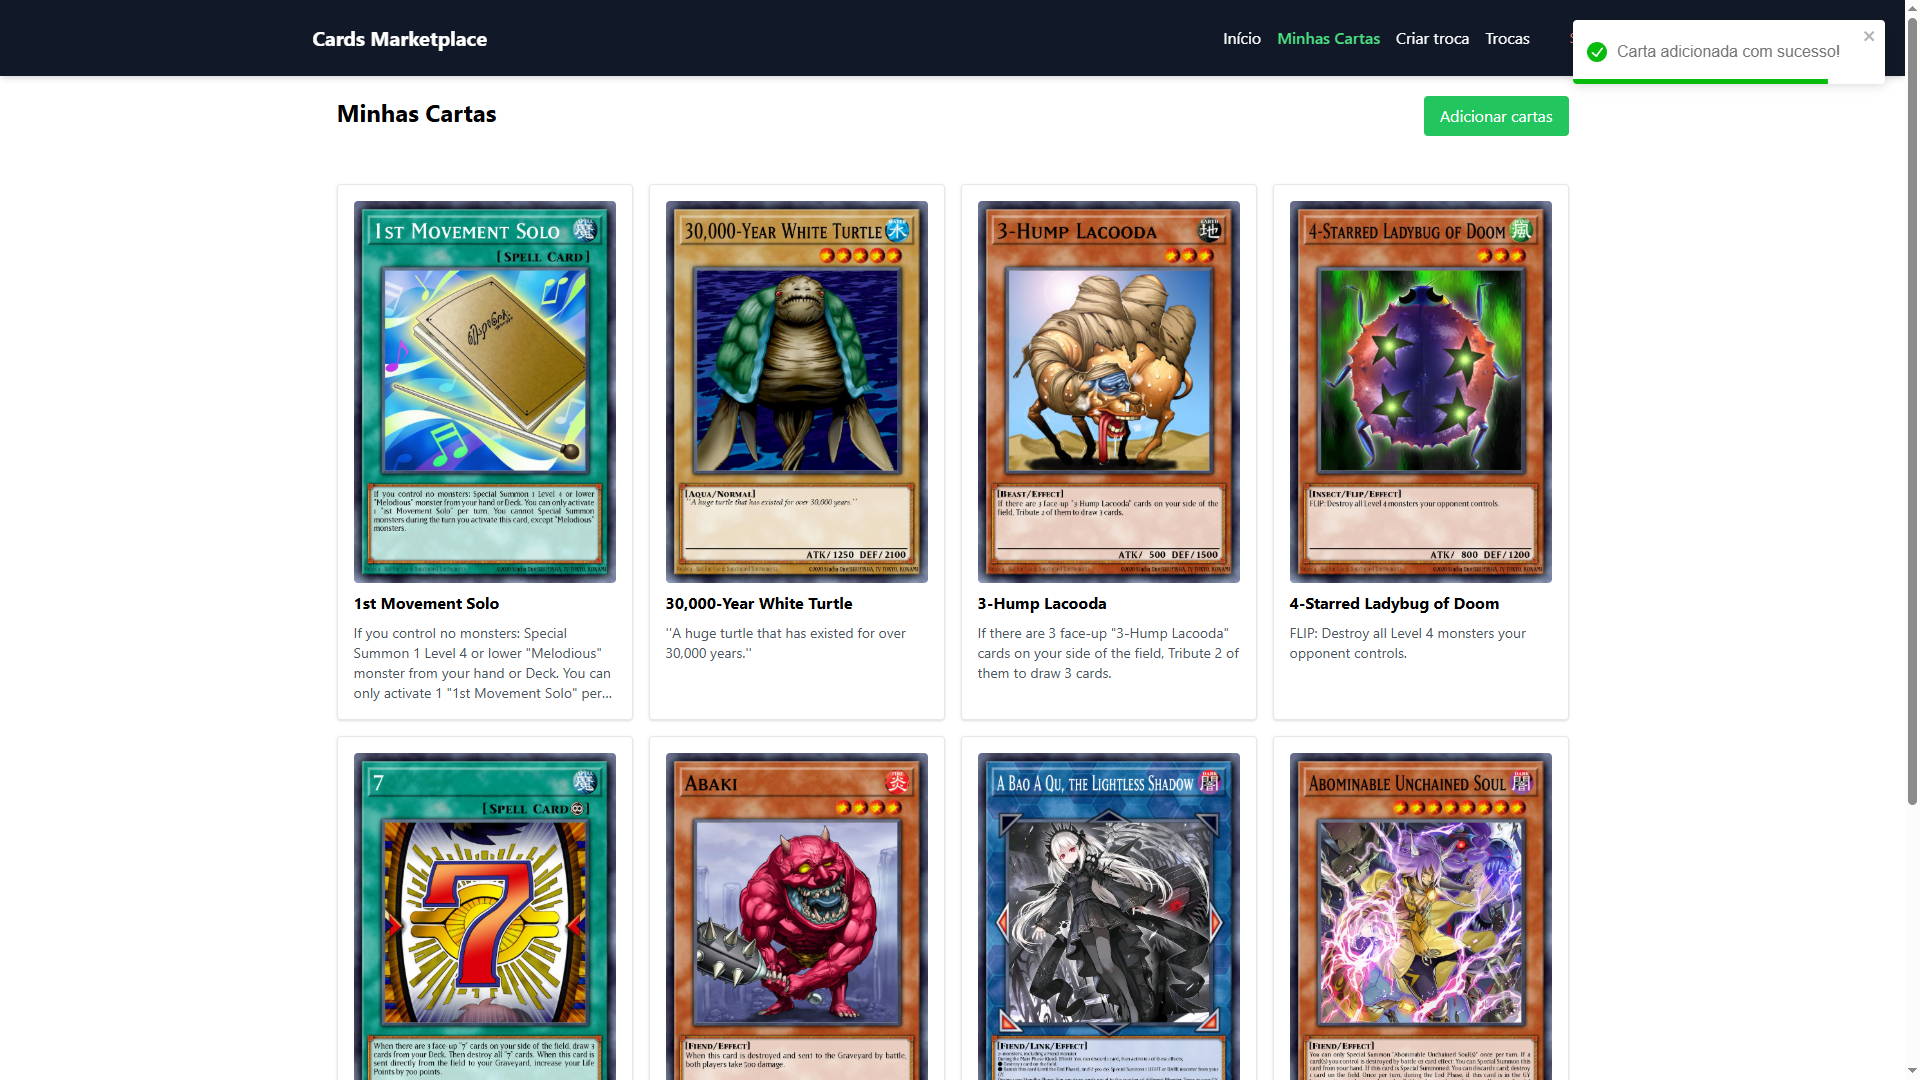 Cards Marketplace
Início
Minhas Cartas
Criar troca
Trocas
Carta adicionada com sucesso!
Minhas Cartas
Adicionar cartas
1st Movement Solo
[Spell Card]
If you control no monsters: Special Summon 1 Level 4 or lower
"Melodious" monster from your hand or Deck. You can only activate
1 "1st Movement Solo" per turn. You cannot Special Summon
monsters during the turn you activate this card, except "Melodious"
monsters.
30,000-Year White Turtle
WATER
水
[Aqua/Normal]
''A huge turtle that has existed for over 30,000 years.''
ATK/1250 DEF/2100
3-Hump Lacooda
EARTH
地
[Beast/Effect]
If there are 3 face-up "3-Hump Lacooda" cards on your side of the
field, Tribute 2 of them to draw 3 cards.
ATK/ 500 DEF/1500
4-Starred Ladybug of Doom
風
[Insect/Flip/Effect]
FLIP: Destroy all Level 4 monsters your opponent controls.
ATK/ 800 DEF/1200
1st Movement Solo
If you control no monsters: Special
Summon 1 Level 4 or lower "Melodious"
monster from your hand or Deck. You can
only activate 1 "1st Movement Solo" per...
30,000-Year White Turtle
''A huge turtle that has existed for over
30,000 years.''
3-Hump Lacooda
If there are 3 face-up "3-Hump Lacooda"
cards on your side of the field, Tribute 2 of
them to draw 3 cards.
4-Starred Ladybug of Doom
FLIP: Destroy all Level 4 monsters your
opponent controls.
7
[Spell Card]
7
When there are 3 face-up "7" cards on your side of the field, draw 3
cards from your Deck. Then destroy all "7" cards. When this card is
sent directly from the field to your Graveyard, increase your Life
Points by 700 points.
Abaki
FIRE
炎
[Fiend/Effect]
When this card is destroyed and sent to the Graveyard by battle,
both players take 500 damage.
A Bao A Qu, the Lightless Shadow
DARK
闇
[Fiend/Link/Effect]
Abominable Unchained Soul
DARK
闇
[Fiend/Effect]